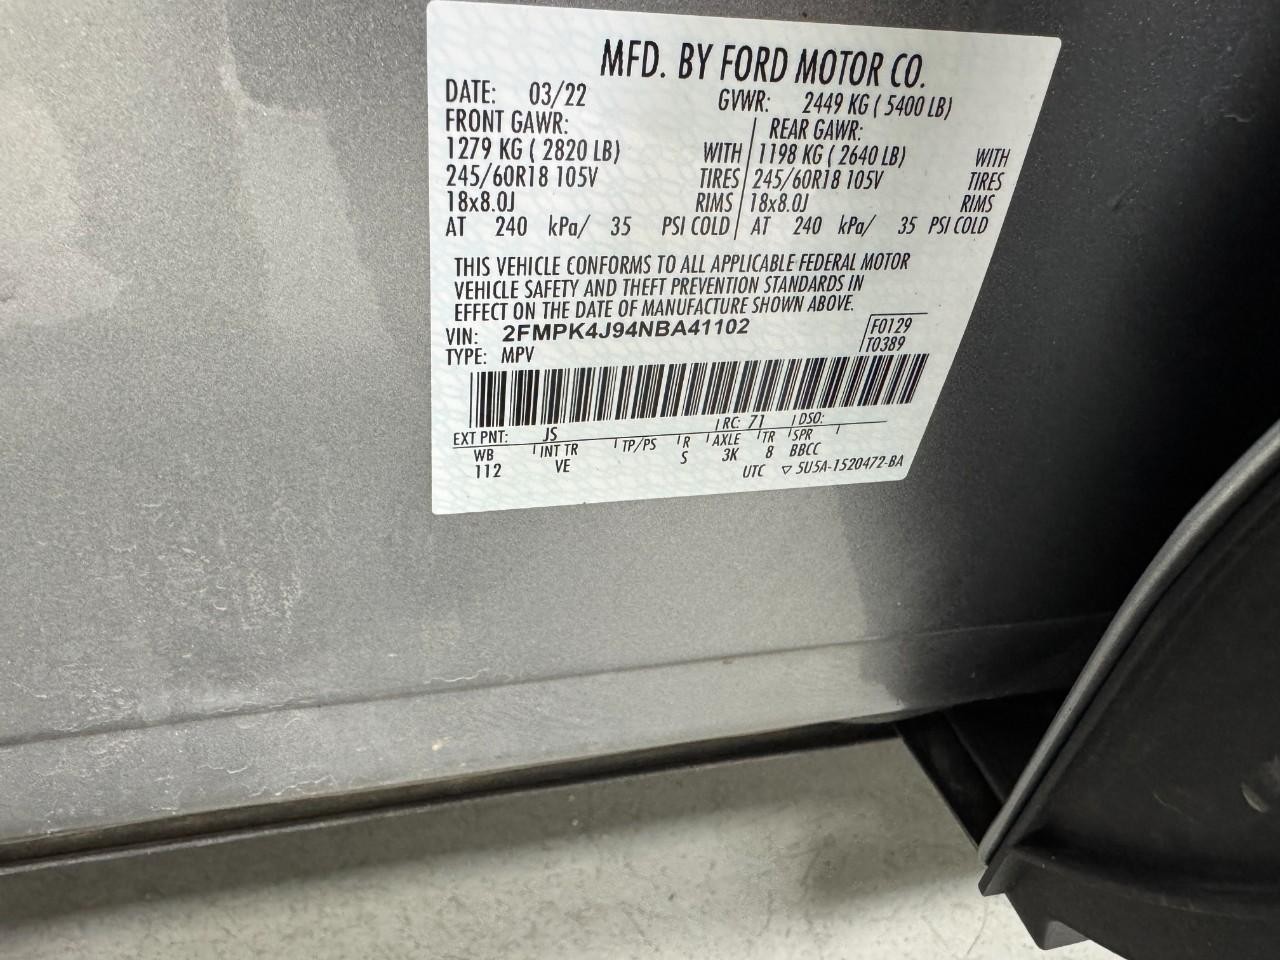 MFD. BY FORD MOTOR CO.
DATE: 03/22 GVWR: 2449 KG ( 5400 LB)
FRONT GAWR: REAR GAWR:
1279 KG ( 2820 LB) WITH 1198 KG ( 2640 LB) WITH
245/60R18 105V TIRES 245/60R18 105V TIRES
18x8.0J RIMS 18x8.0J RIMS
AT 240 kPa/ 35 PSI COLD AT 240 kPa/ 35 PSI COLD
THIS VEHICLE CONFORMS TO ALL APPLICABLE FEDERAL MOTOR
VEHICLE SAFETY AND THEFT PREVENTION STANDARDS IN
EFFECT ON THE DATE OF MANUFACTURE SHOWN ABOVE.
VIN: 2FMPK4J94NBA41102 F0129
TYPE: MPV T0389
EXT PNT: JS RC: 71 DSO:
WB INT TR TP/PS R AXLE TR SPR
112 VE S 3K 8 BBCC
UTC ▽ 5U5A-1520472-BA